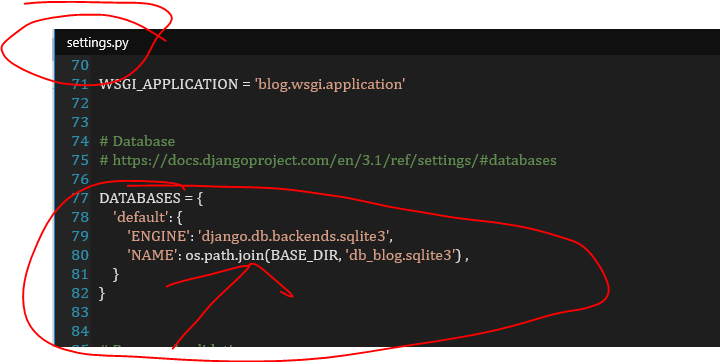 settings.py
70
71 WSGI_APPLICATION = 'blog.wsgi.application'
72
73
74 # Database
75 # https://docs.djangoproject.com/en/3.1/ref/settings/#databases
76
77 DATABASES = {
78 'default': {
79 'ENGINE': 'django.db.backends.sqlite3',
80 'NAME': os.path.join(BASE_DIR, 'db_blog.sqlite3') ,
81 }
82 }
83
84